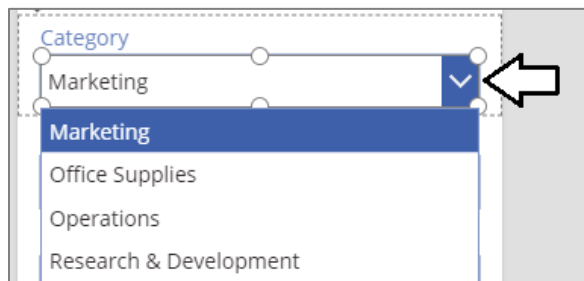 Category
Marketing
Marketing
Office Supplies
Operations
Research & Development